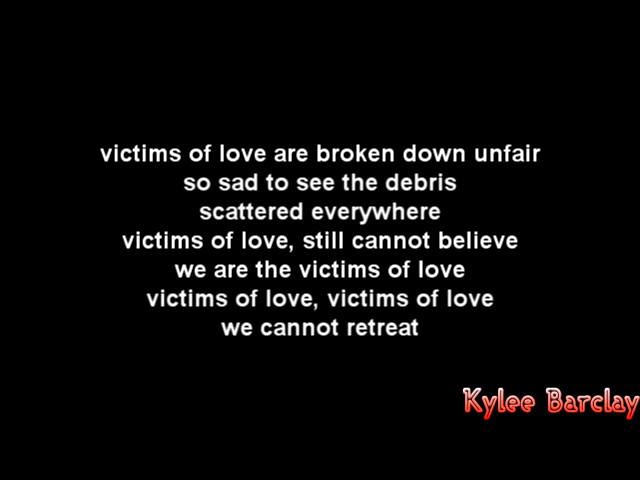 victims of love are broken down unfair
so sad to see the debris
scattered everywhere
victims of love, still cannot believe
we are the victims of love
victims of love, victims of love
we cannot retreat
Kylee Barclay